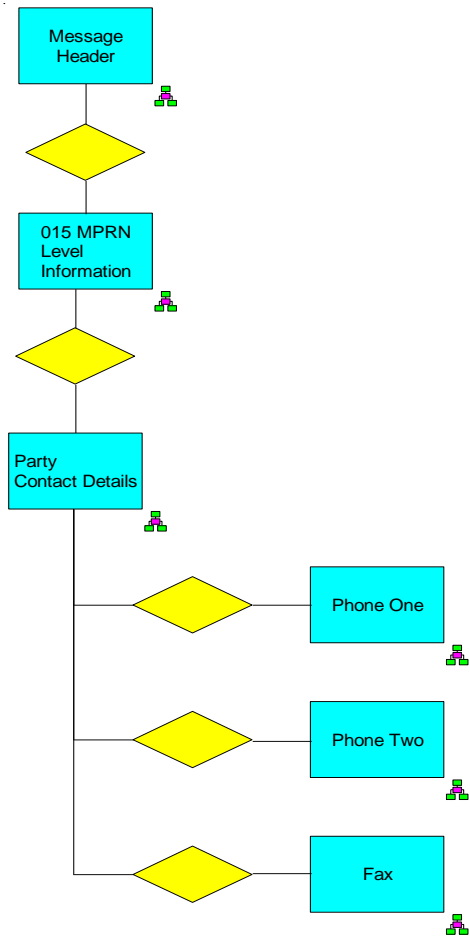 Message
Header
015 MPRN
Level
Information
Party
Contact Details
Phone One
Phone Two
Fax